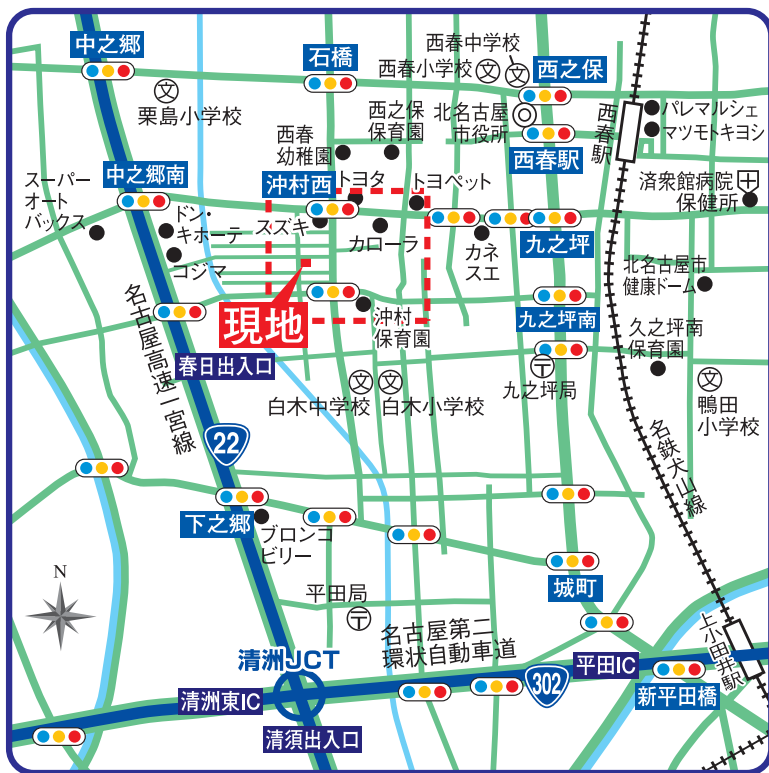 中之郷
石橋
西春中学校
西春小学校
文
文
西之保
文
栗島小学校
西之保
保育園
北名古屋
市役所
西春駅
西春駅
パレマルシェ
マツモトキヨシ
西春
幼稚園
中之郷南
沖村西
トヨタ
トヨペット
済衆館病院
保健所
スーパー
オート
バックス
ドン・
キホーテ
スズキ
カローラ
カネ
スエ
九之坪
コジマ
北名古屋市
健康ドーム
名古屋高速一宮線
現地
沖村
保育園
九之坪南
久之坪南
保育園
春日出入口
文
文
白木中学校
白木小学校
〒
九之坪局
文
鴨田
小学校
22
名鉄犬山線
下之郷
ブロンコ
ビリー
城町
N
平田局
〒
名古屋第二
環状自動車道
上小田井駅
清洲JCT
平田IC
清洲東IC
302
新平田橋
清須出入口